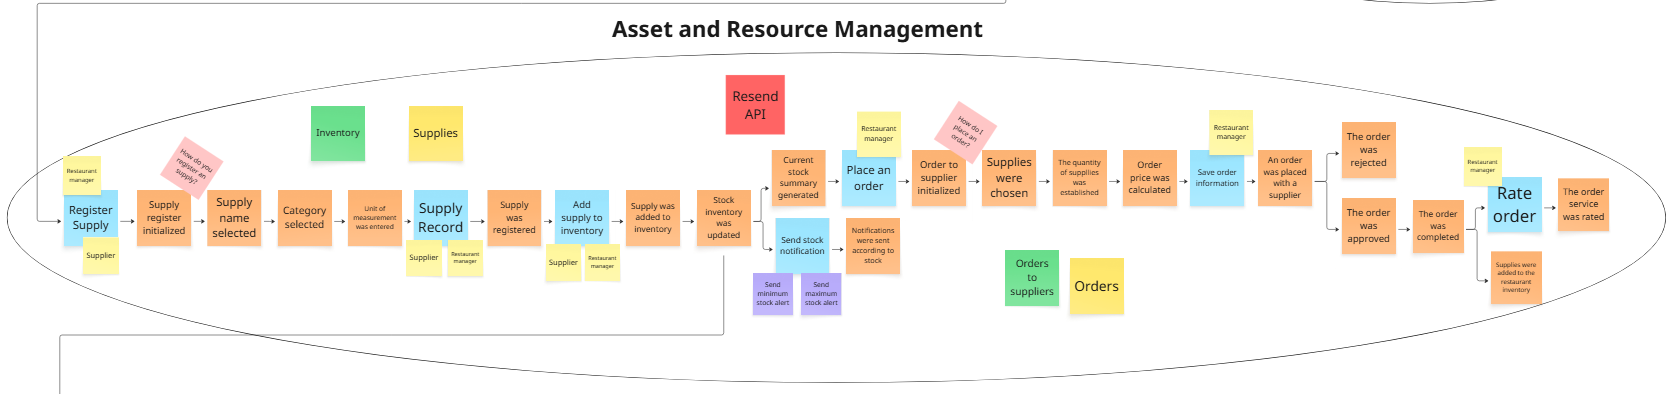 Asset and Resource Management
Resend
API
Inventory
Supplies
Restaurant
manager
Register
Supply
Supplier
How do you
register an
supply?
Supply
register
initialized
Supply
name
selected
Category
selected
Unit of
measurement
was entered
Supply
Record
Supplier
Restaurant
manager
Supply
was
registered
Add
supply to
inventory
Supplier
Restaurant
manager
Supply was
added to
inventory
Stock
inventory
was
updated
Current
stock
summary
generated
Restaurant
manager
Place an
order
How do I
place an
order?
Order to
supplier
initialized
Supplies
were
chosen
The quantity
of supplies
was
established
Order
price was
calculated
Restaurant
manager
Save order
information
An order
was placed
with a
supplier
The order
was
rejected
The order
was
approved
The order
was
completed
Restaurant
manager
Rate
order
The order
service
was rated
Supplies were
added to the
restaurant
inventory
Send stock
notification
Notifications
were sent
according to
stock
Send
minimum
stock alert
Send
maximum
stock alert
Orders
to
suppliers
Orders